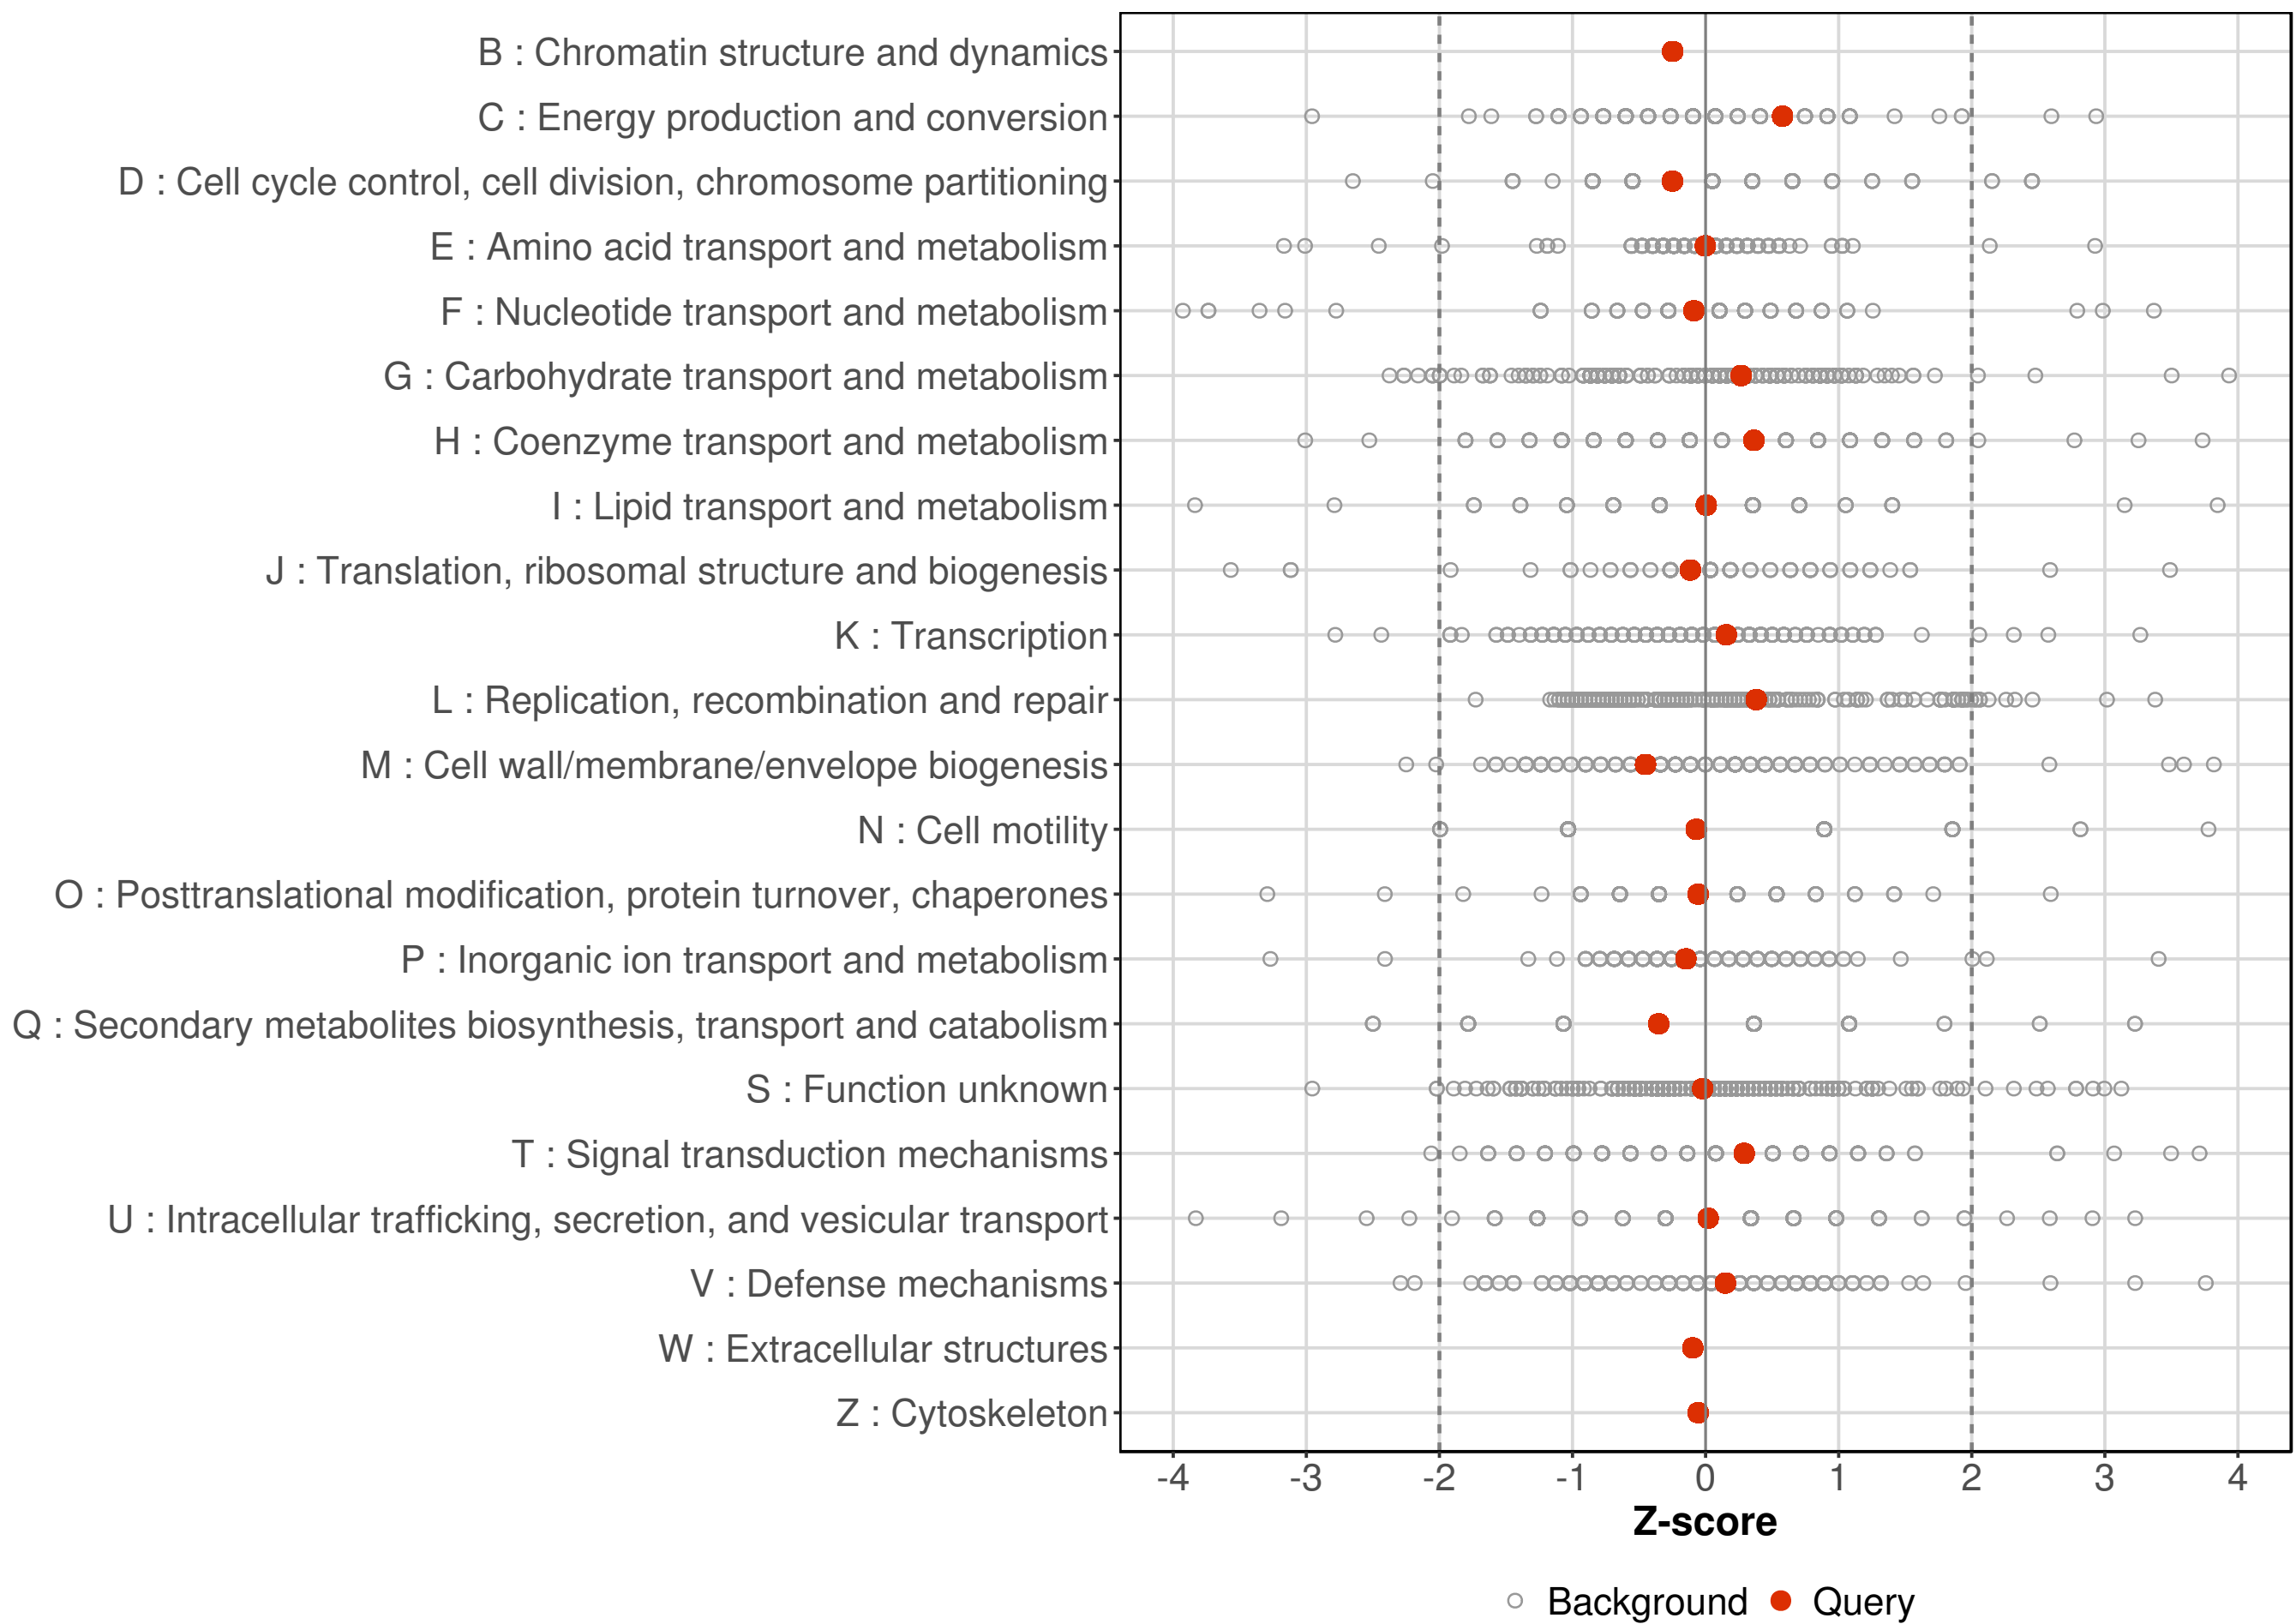 B : Chromatin structure and dynamics
C : Energy production and conversion
D : Cell cycle control, cell division, chromosome partitioning
E : Amino acid transport and metabolism
F : Nucleotide transport and metabolism
G : Carbohydrate transport and metabolism
H : Coenzyme transport and metabolism
I : Lipid transport and metabolism
J : Translation, ribosomal structure and biogenesis
K : Transcription
L : Replication, recombination and repair
M : Cell wall/membrane/envelope biogenesis
N : Cell motility
O : Posttranslational modification, protein turnover, chaperones
P : Inorganic ion transport and metabolism
Q : Secondary metabolites biosynthesis, transport and catabolism
S : Function unknown
T : Signal transduction mechanisms
U : Intracellular trafficking, secretion, and vesicular transport
V : Defense mechanisms
W : Extracellular structures
Z : Cytoskeleton
-4 -3 -2 -1 0 1 2 3 4
Z-score
Background Query